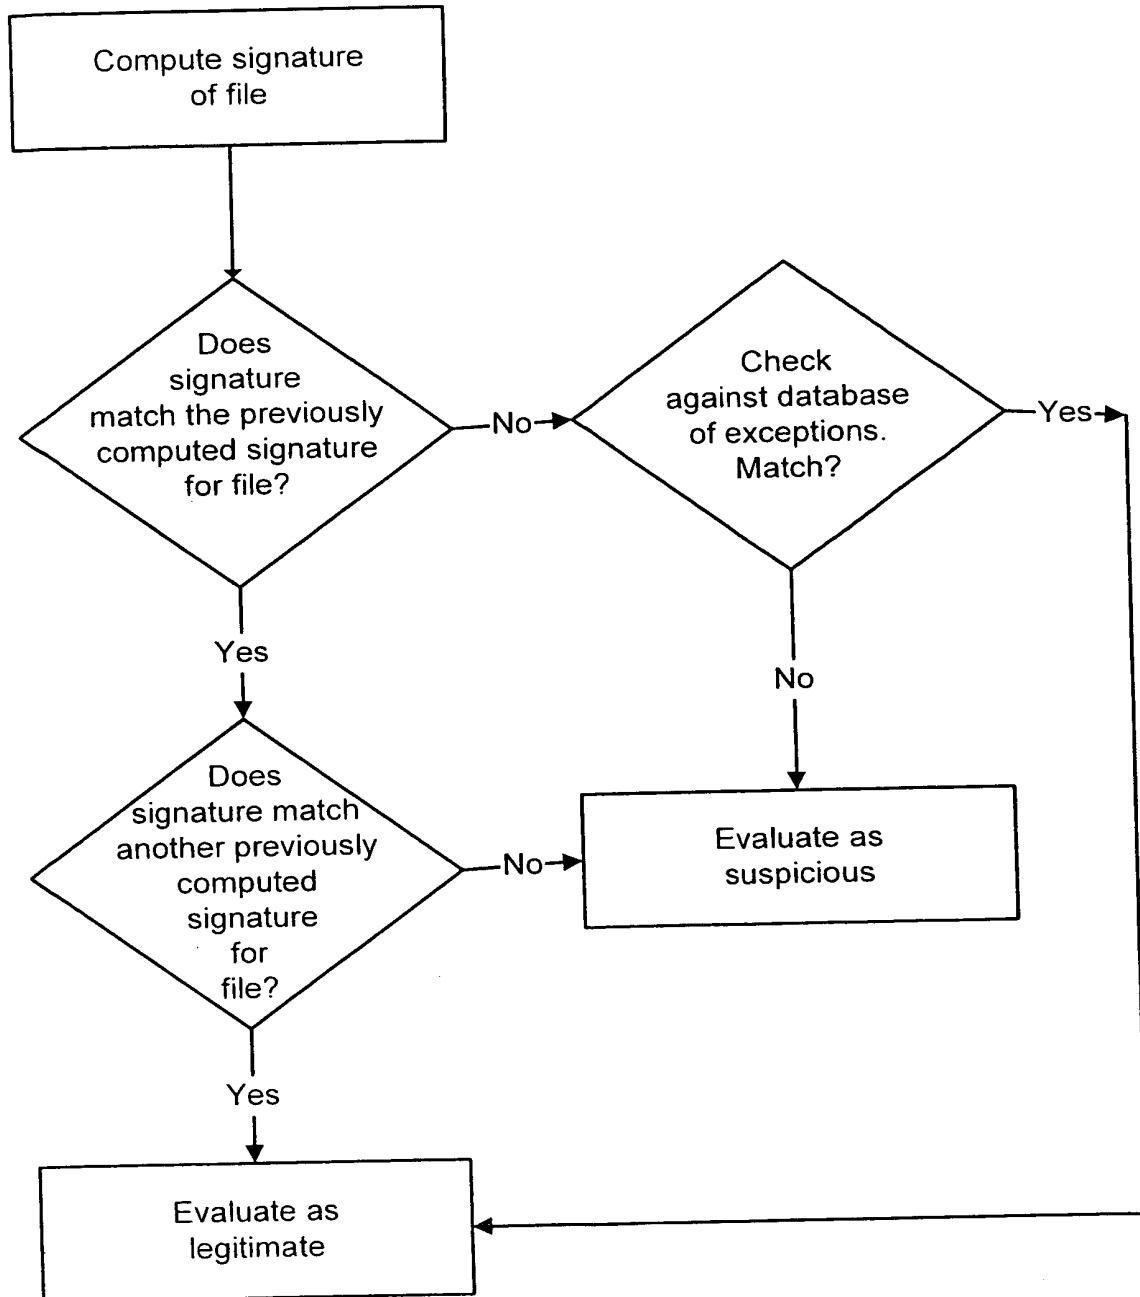 Compute signature
of file
Does
signature
match the previously
computed signature
for file?
No
Check
against database
of exceptions.
Match?
Yes
Yes
No
Does
signature match
another previously
computed
signature
for
file?
No
Evaluate as
suspicious
Yes
Evaluate as
legitimate